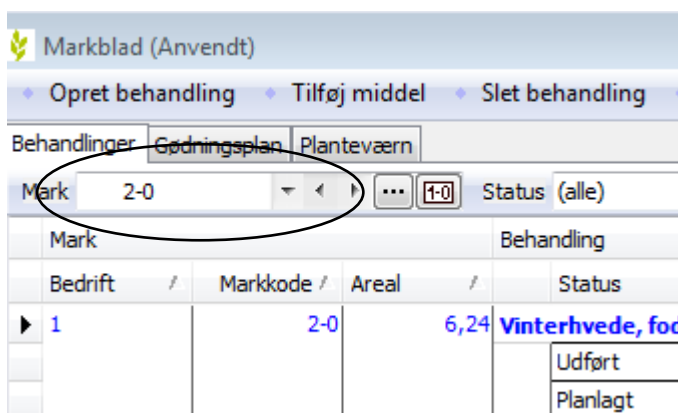 Markblad (Anvendt)
Opret behandling Tilføj middel Slet behandling
Behandlinger Gødningsplan Planteværn
Mark 2-0 ... 1-0 Status (alle)
Mark Behandling
Bedrift Markkode Areal Status
1 2-0 6,24 Vinterhvede, fod
Udført
Planlagt